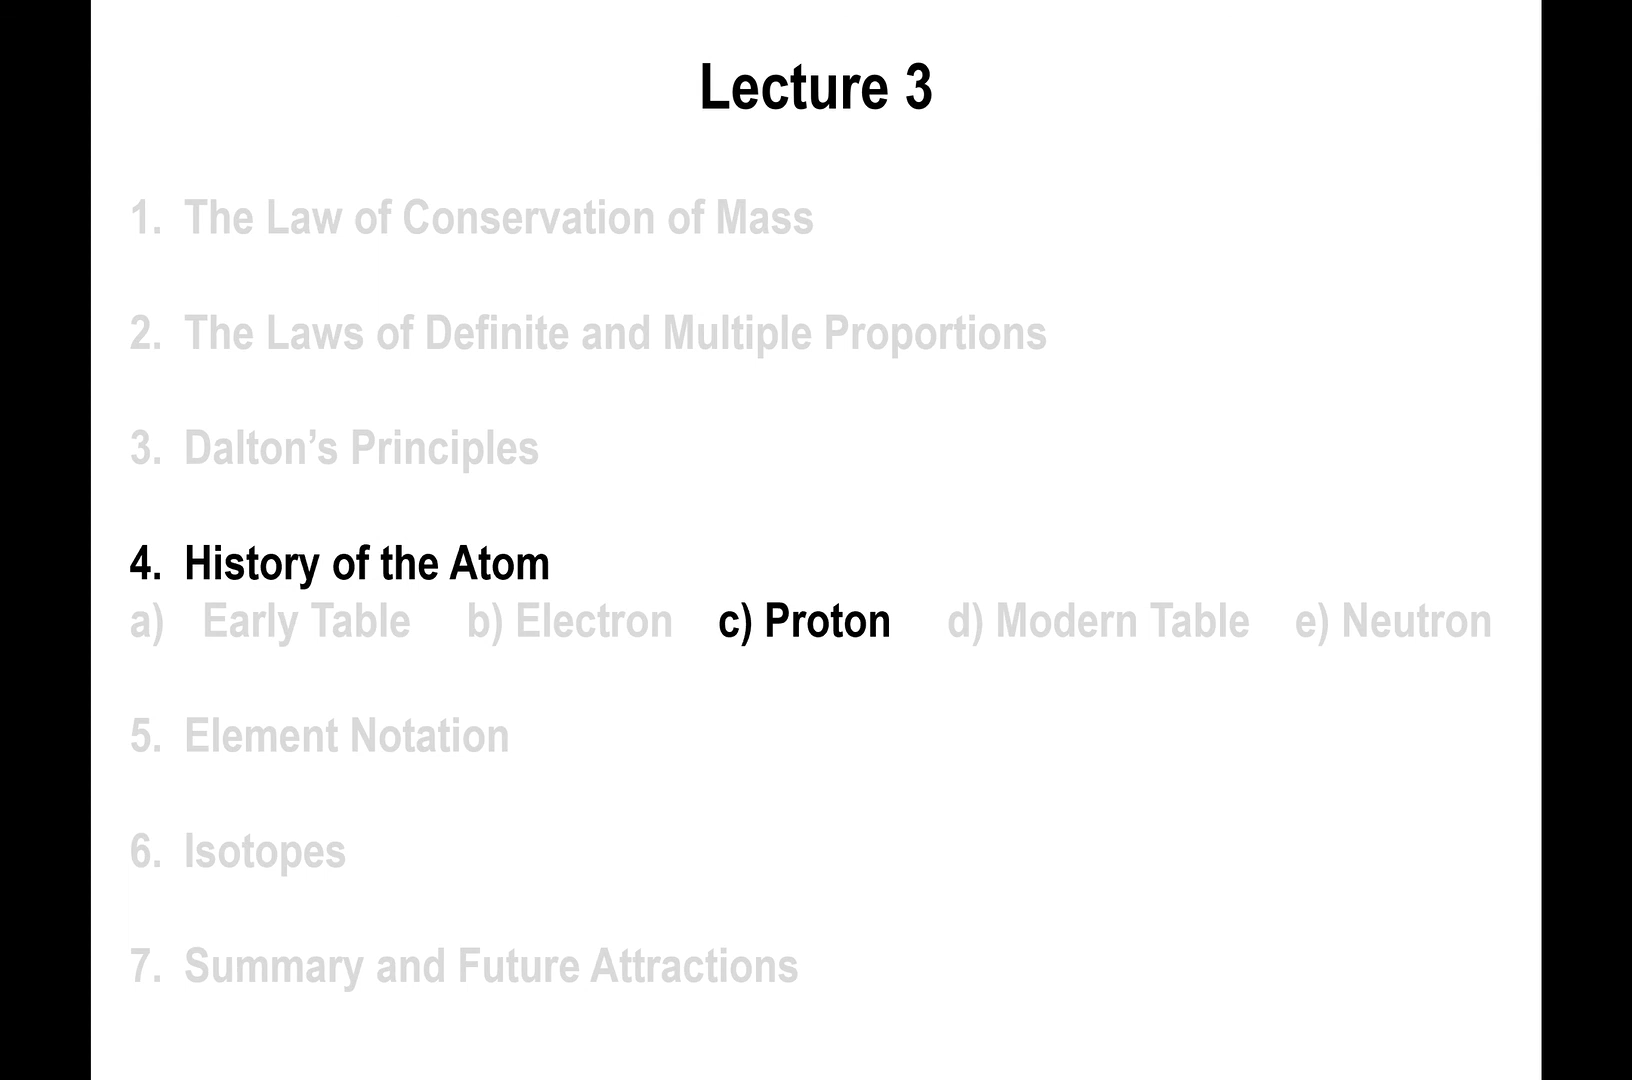 Lecture 3
1. The Law of Conservation of Mass
2. The Laws of Definite and Multiple Proportions
3. Dalton’s Principles
4. History of the Atom
a) Early Table b) Electron c) Proton d) Modern Table e) Neutron
5. Element Notation
6. Isotopes
7. Summary and Future Attractions